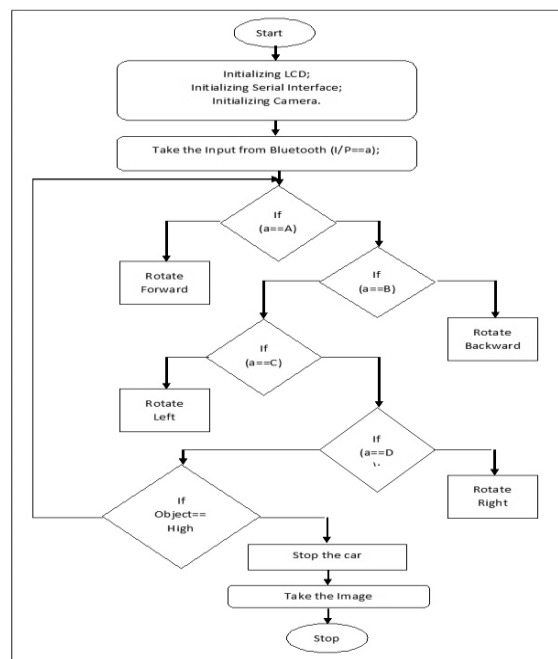 Start
Initializing LCD;
Initializing Serial Interface;
Initializing Camera.
Take the Input from Bluetooth (I/P==a);
If
(a==A)
Rotate
Forward
If
(a==B)
Rotate
Backward
If
(a==C)
Rotate
Left
If
(a==D
):
Rotate
Right
If
Object==
High
Stop the car
Take the Image
Stop